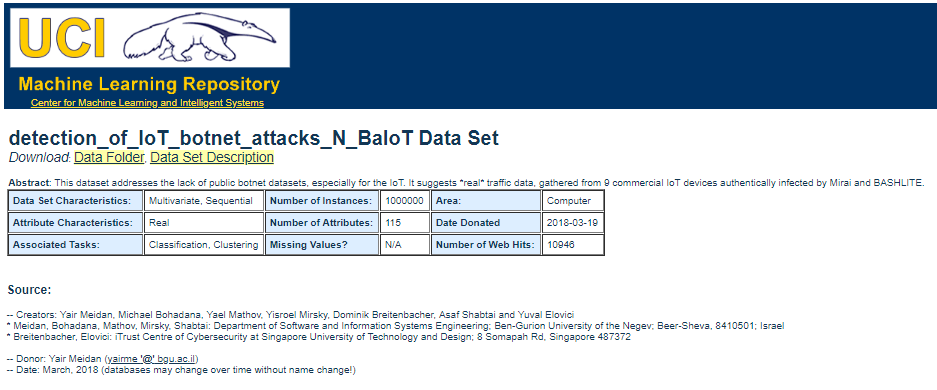 UCI
Machine Learning Repository
Center for Machine Learning and Intelligent Systems
detection_of_IoT_botnet_attacks_N_BaIoT Data Set
Download: Data Folder, Data Set Description
Abstract: This dataset addresses the lack of public botnet datasets, especially for the IoT. It suggests *real* traffic data, gathered from 9 commercial IoT devices authentically infected by Mirai and BASHLITE.
Data Set Characteristics: Multivariate, Sequential Number of Instances: 1000000 Area: Computer
Attribute Characteristics: Real Number of Attributes: 115 Date Donated 2018-03-19
Associated Tasks: Classification, Clustering Missing Values? N/A Number of Web Hits: 10946
Source:
-- Creators: Yair Meidan, Michael Bohadana, Yael Mathov, Yisroel Mirsky, Dominik Breitenbacher, Asaf Shabtai and Yuval Elovici
* Meidan, Bohadana, Mathov, Mirsky, Shabtai: Department of Software and Information Systems Engineering; Ben-Gurion University of the Negev; Beer-Sheva, 8410501; Israel
* Breitenbacher, Elovici: iTrust Centre of Cybersecurity at Singapore University of Technology and Design; 8 Somapah Rd, Singapore 487372
-- Donor: Yair Meidan (yairme '@' bgu.ac.il)
-- Date: March, 2018 (databases may change over time without name change!)